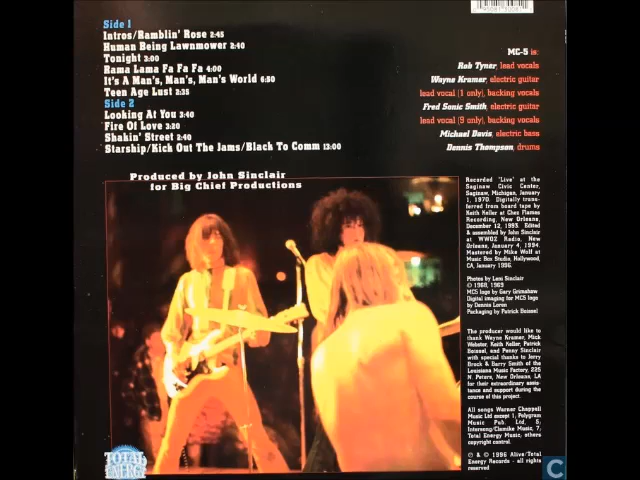 Side 1
Intros/Ramblin' Rose 2:45
Human Being Lawnmower 2:40
Tonight 3:00
Rama Lama Fa Fa Fa 4:00
It's A Man's, Man's, Man's World 6:50
Teen Age Lust 2:35
Side 2
Looking At You 3:40
Fire Of Love 3:20
Shakin' Street 2:40
Starship/Kick Out The Jams/Black To Comm 13:00
MC-5 is:
Rob Tyner, lead vocals
Wayne Kramer, electric guitar
lead vocal (1 only), backing vocals
Fred Sonic Smith, electric guitar
lead vocal (9 only), backing vocals
Michael Davis, electric bass
Dennis Thompson, drums
Produced by John Sinclair
for Big Chief Productions
Recorded 'Live' at the
Saginaw Civic Center,
Saginaw, Michigan, January
1, 1970. Digitally trans-
ferred from board tape by
Keith Keller at Chez Flames
Recording, New Orleans,
December 12, 1993. Edited
& assembled by John Sinclair
at WWOZ Radio, New
Orleans, January 4, 1994.
Mastered by Mike Wolf at
Music Box Studio, Hollywood,
CA, January 1996.
Photos by Leni Sinclair
© 1968, 1969
MC5 logo by Gary Grimshaw
Digital imaging for MC5 logo
by Dennis Loren
Packaging by Patrick Boissel
The producer would like to
thank Wayne Kramer, Mick
Webster, Keith Keller, Patrick
Boissel, and Penny Sinclair
with special thanks to Jerry
Brock & Barry Smith of the
Louisiana Music Factory, 225
N. Peters, New Orleans, LA
for their extraordinary assis-
tance and support during the
course of this project.
All songs Warner Chappell
Music Ltd except 1, Polygram
Music Pub. Ltd, 5,
Intersong/Clamike Music, 7,
Total Energy Music; others
copyright control.
℗ & © 1996 Alive/Total
Energy Records - all rights
reserved
TOTAL
ENERGY
C